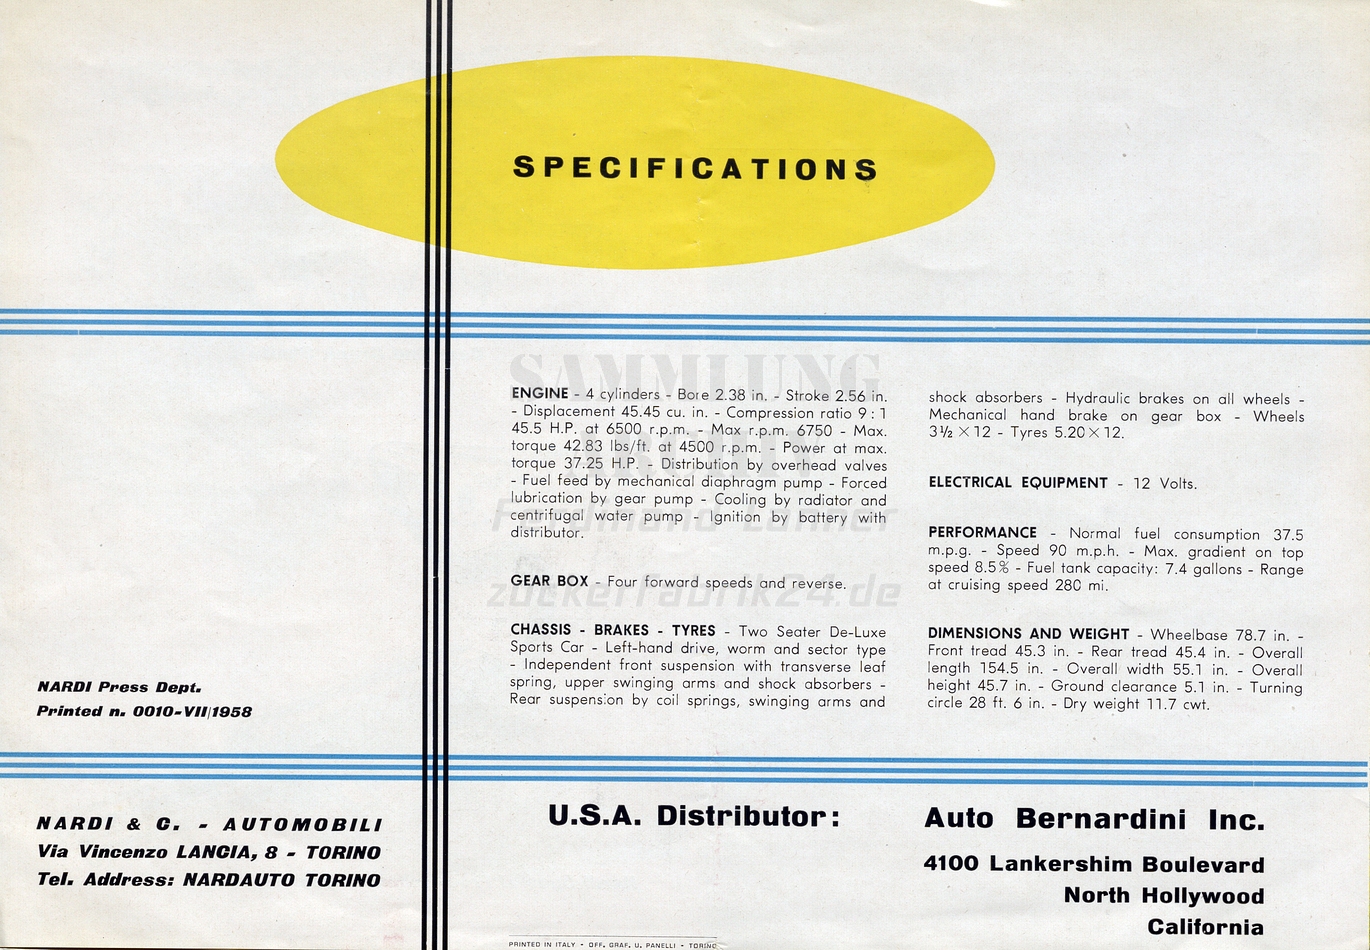 SPECIFICATIONS
SAMMLUNG
ENGINE - 4 cylinders - Bore 2.38 in. - Stroke 2.56 in.
- Displacement 45.45 cu. in. - Compression ratio 9 : 1
45.5 H.P. at 6500 r.p.m. - Max r.p.m. 6750 - Max.
torque 42.83 lbs/ft. at 4500 r.p.m. - Power at max.
torque 37.25 H.P. - Distribution by overhead valves
- Fuel feed by mechanical diaphragm pump - Forced
lubrication by gear pump - Cooling by radiator and
centrifugal water pump - Ignition by battery with
distributor.
Ferdinand Lanner
GEAR BOX - Four forward speeds and reverse.
zuckerfabrik24.de
CHASSIS - BRAKES - TYRES - Two Seater De-Luxe
Sports Car - Left-hand drive, worm and sector type
- Independent front suspension with transverse leaf
spring, upper swinging arms and shock absorbers -
Rear suspension by coil springs, swinging arms and
shock absorbers - Hydraulic brakes on all wheels -
Mechanical hand brake on gear box - Wheels
3½ × 12 - Tyres 5.20 × 12.
ELECTRICAL EQUIPMENT - 12 Volts.
PERFORMANCE - Normal fuel consumption 37.5
m.p.g. - Speed 90 m.p.h. - Max. gradient on top
speed 8.5% - Fuel tank capacity: 7.4 gallons - Range
at cruising speed 280 mi.
DIMENSIONS AND WEIGHT - Wheelbase 78.7 in. -
Front tread 45.3 in. - Rear tread 45.4 in. - Overall
length 154.5 in. - Overall width 55.1 in. - Overall
height 45.7 in. - Ground clearance 5.1 in. - Turning
circle 28 ft. 6 in. - Dry weight 11.7 cwt.
NARDI Press Dept.
Printed n. 0010-VII/1958
NARDI & C. - AUTOMOBILI
Via Vincenzo LANCIA, 8 - TORINO
Tel. Address: NARDAUTO TORINO
U.S.A. Distributor:
Auto Bernardini Inc.
4100 Lankershim Boulevard
North Hollywood
California
PRINTED IN ITALY - OFF. GRAF. U. PANELLI - TORINO